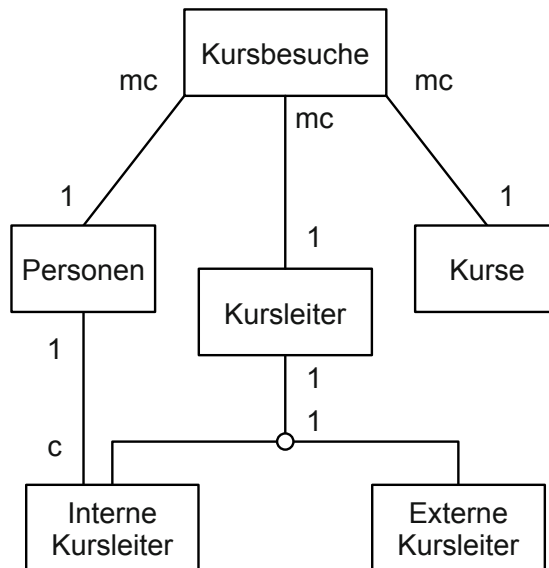 Kursbesuche
mc
mc
mc
1
1
1
Personen
Kurse
Kursleiter
1
1
1
c
Interne
Kursleiter
Externe
Kursleiter